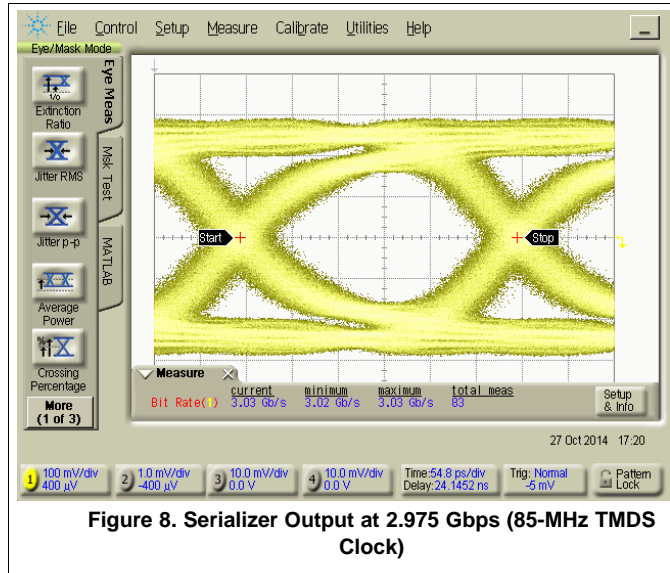 File Control Setup Measure Calibrate Utilities Help
Eye/Mask Mode
Eye Meas
Msk Test
MATLAB
1/0
Extinction
Ratio
Jitter RMS
Jitter p-p
Average
Power
%
Crossing
Percentage
More
(1 of 3)
Start
Stop
Measure
current minimum maximum total meas
Bit Rate(1) 3.03 Gb/s 3.02 Gb/s 3.03 Gb/s 83
Setup
& Info
27 Oct 2014 17:20
1 100 mV/div
400 µV
2 1.0 mV/div
-400 µV
3 10.0 mV/div
0.0 V
4 10.0 mV/div
0.0 V
Time:54.8 ps/div
Delay:24.1452 ns
Trig: Normal
-5 mV
Pattern
Lock
Figure 8. Serializer Output at 2.975 Gbps (85-MHz TMDS
Clock)